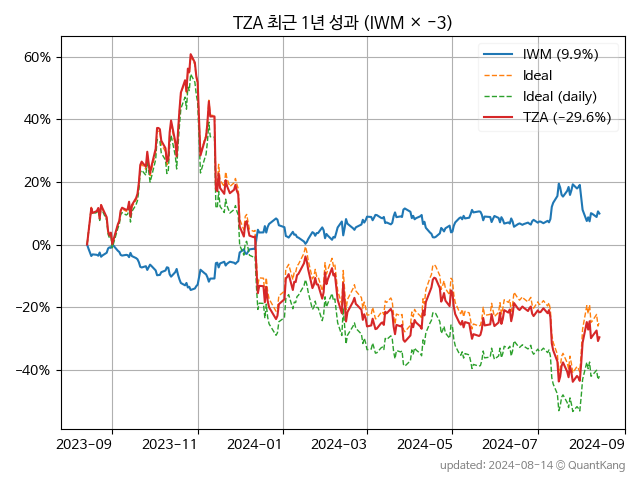 TZA 최근 1년 성과 (IWM × −3)
60%
40%
20%
0%
−20%
−40%
IWM (9.9%)
Ideal
Ideal (daily)
TZA (−29.6%)
2023-09
2023-11
2024-01
2024-03
2024-05
2024-07
2024-09
updated: 2024-08-14 © QuantKang